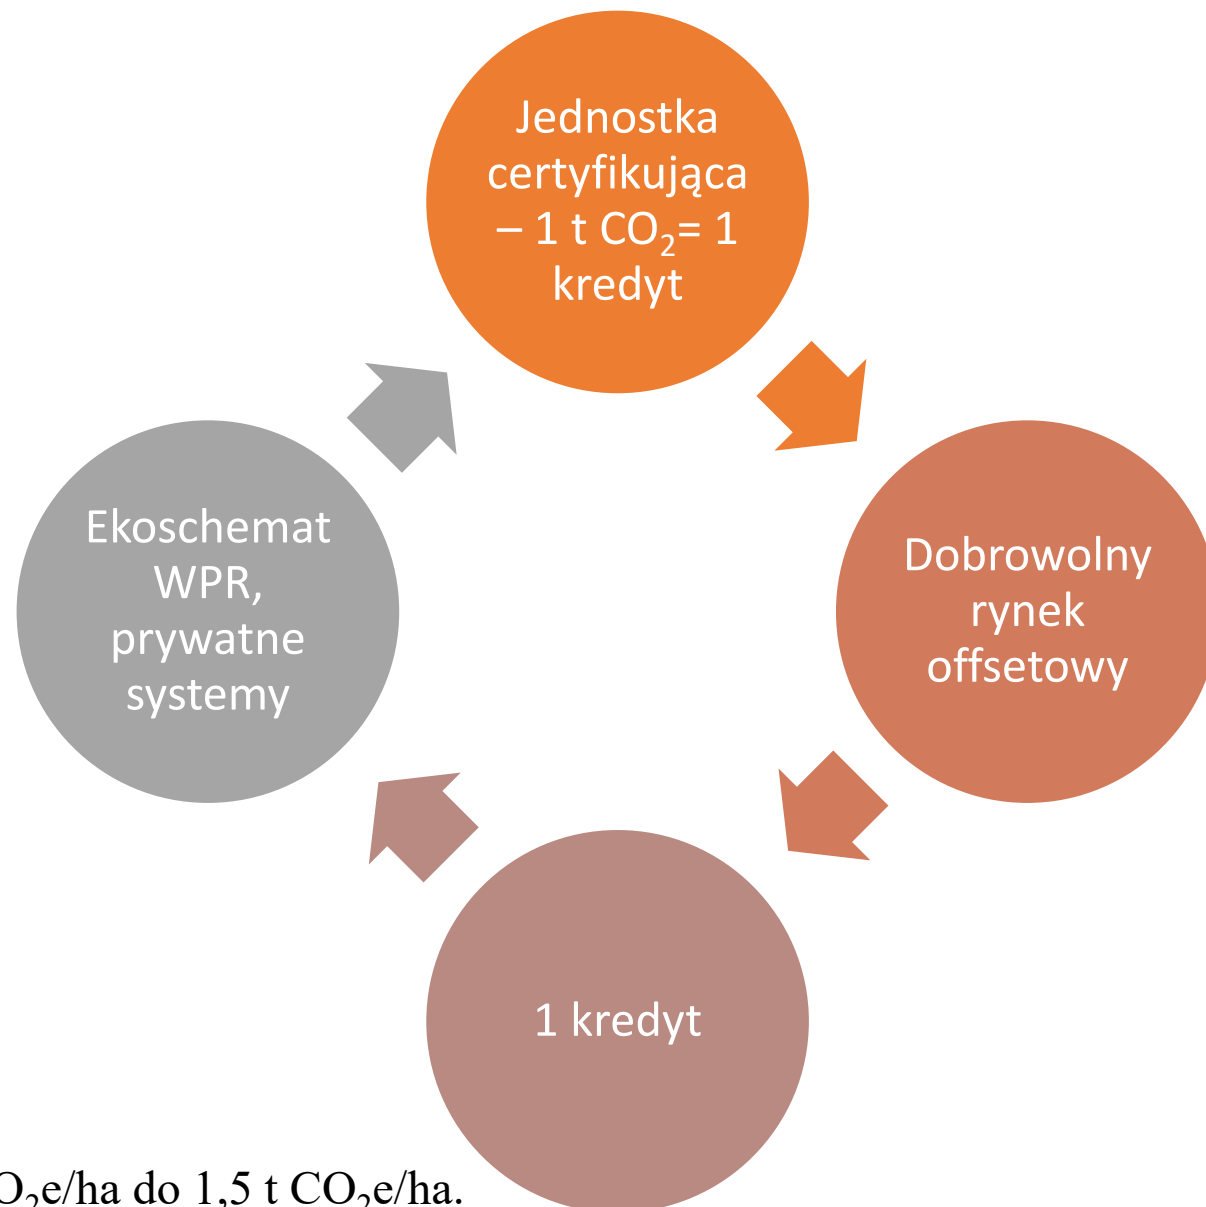 Jednostka
certyfikująca
– 1 t CO₂= 1
kredyt
Ekoschemat
WPR,
prywatne
systemy
Dobrowolny
rynek
offsetowy
1 kredyt
O₂e/ha do 1,5 t CO₂e/ha.